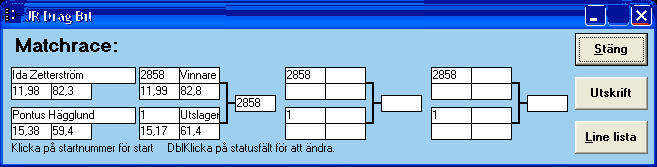 JR Drag Bil
Matchrace:
Stäng
Ida Zetterström 2858 Vinnare 2858 2858
11,98 82,3 11,99 82,8
2858
Utskrift
Pontus Hägglund 1 Utslagen 1 1
15,38 59,4 15,17 61,4
Line lista
Klicka på startnummer för start DblKlicka på statusfält för att ändra.